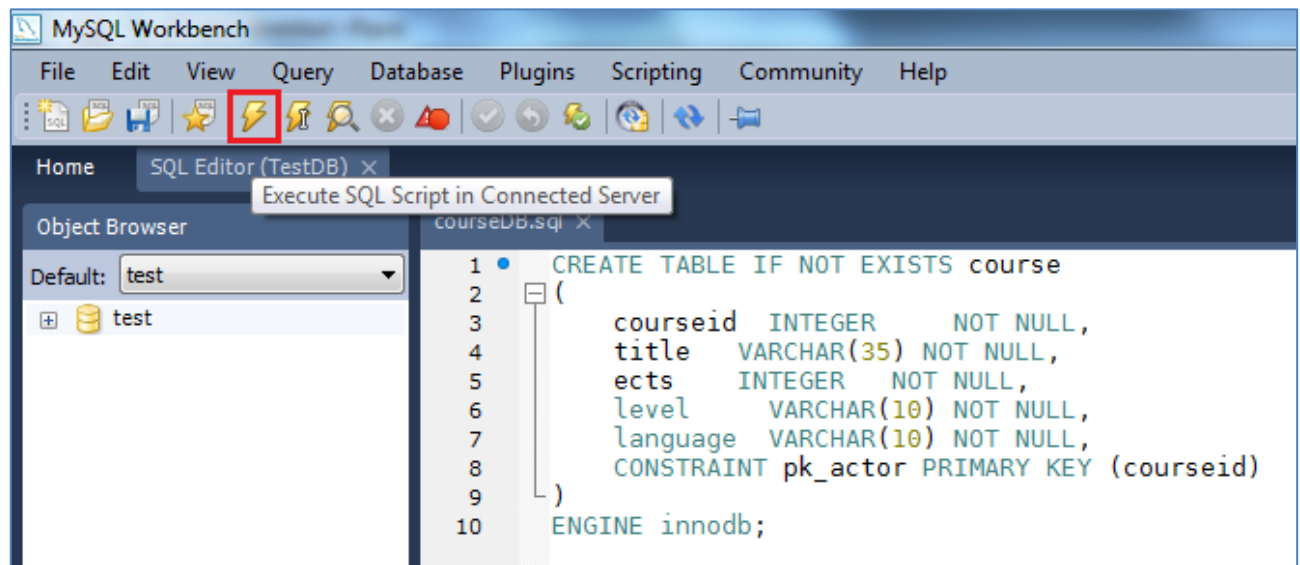 MySQL Workbench
File Edit View Query Database Plugins Scripting Community Help
Home SQL Editor (TestDB) ×
Execute SQL Script in Connected Server
Object Browser
courseDB.sql ×
Default: test
test
1 CREATE TABLE IF NOT EXISTS course
2 (
3 courseid INTEGER NOT NULL,
4 title VARCHAR(35) NOT NULL,
5 ects INTEGER NOT NULL,
6 level VARCHAR(10) NOT NULL,
7 language VARCHAR(10) NOT NULL,
8 CONSTRAINT pk_actor PRIMARY KEY (courseid)
9 )
10 ENGINE innodb;